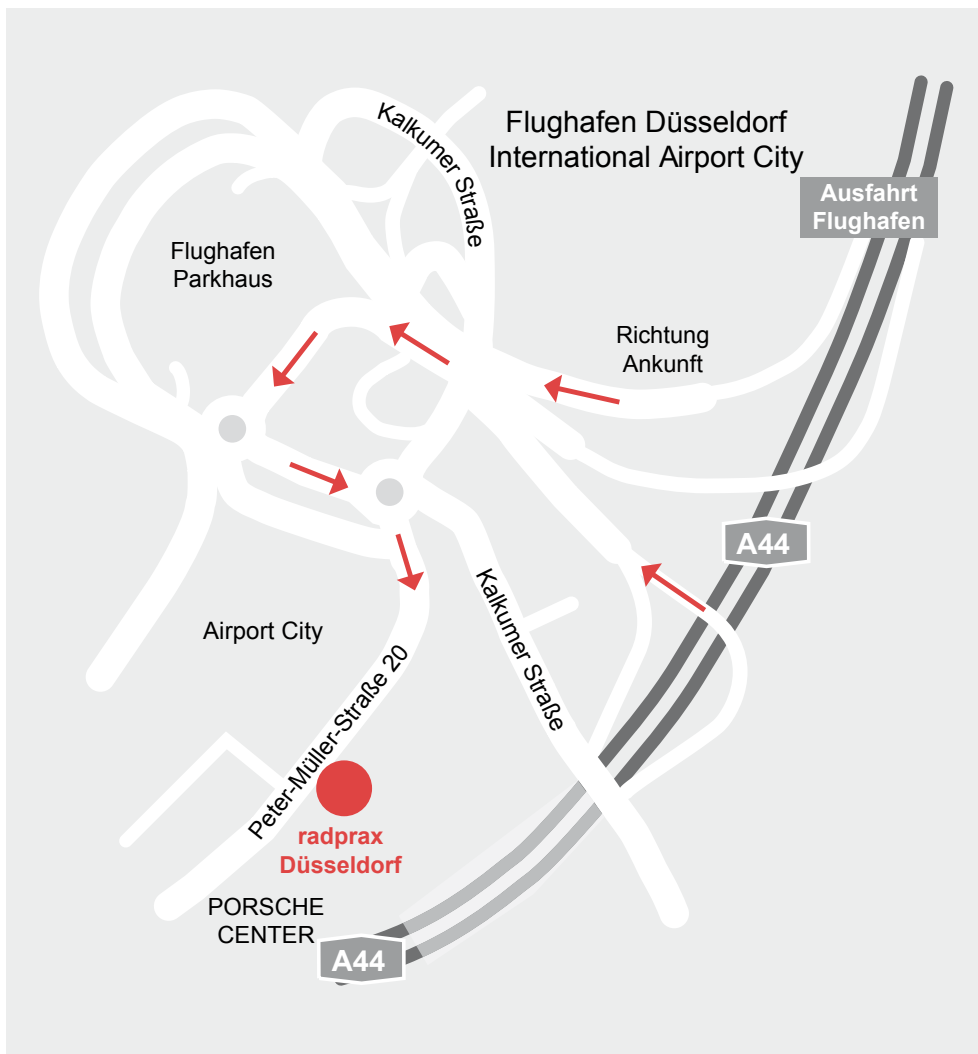 Kalkumer Straße
Flughafen Düsseldorf
International Airport City
Ausfahrt
Flughafen
Flughafen
Parkhaus
Richtung
Ankunft
A44
Kalkumer Straße
Airport City
Peter-Müller-Straße 20
radprax
Düsseldorf
PORSCHE
CENTER
A44